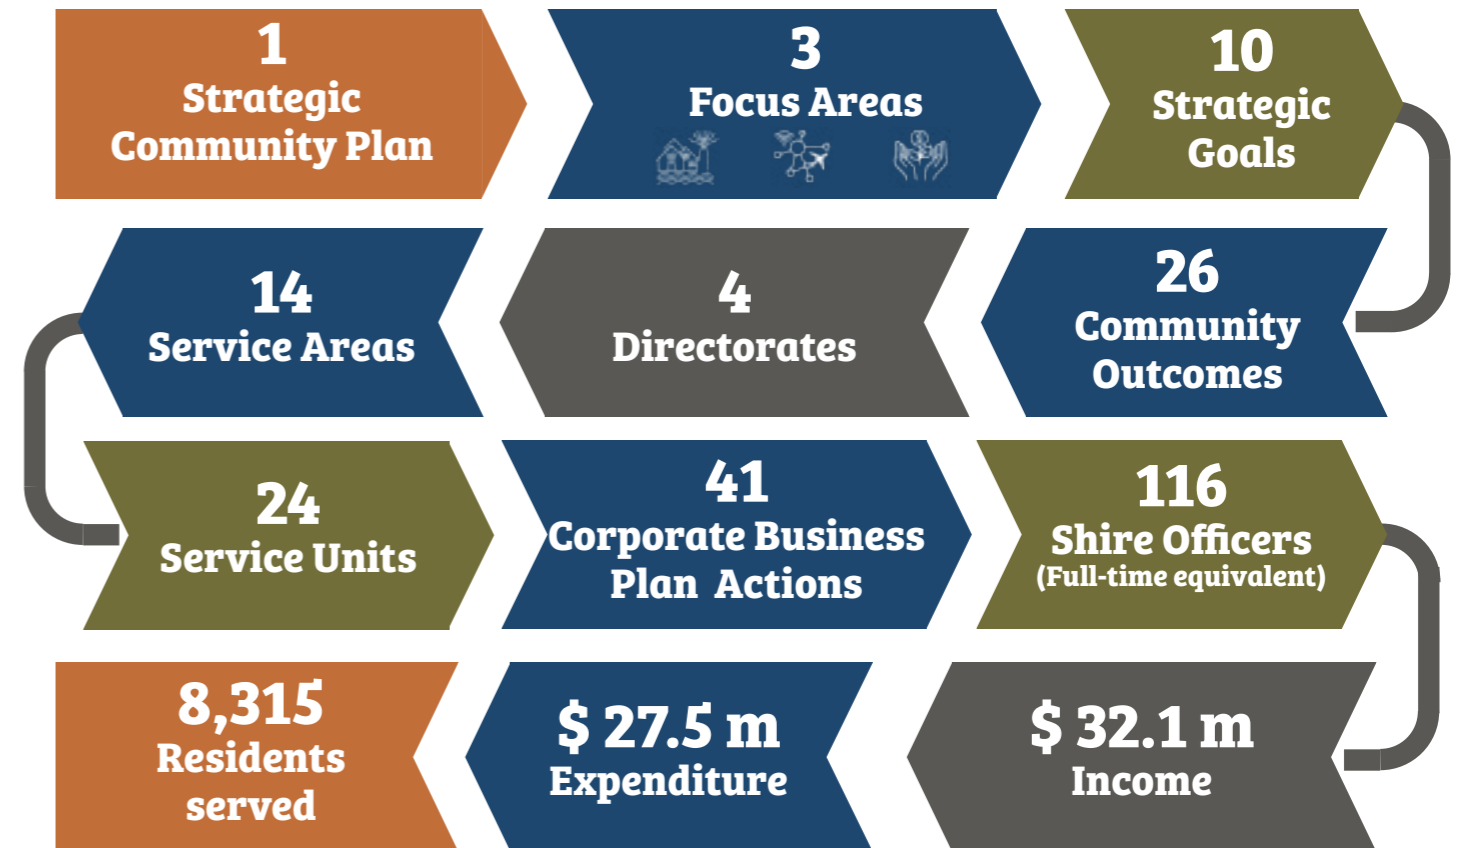 1
Strategic
Community Plan
3
Focus Areas
10
Strategic
Goals
26
Community
Outcomes
4
Directorates
14
Service Areas
24
Service Units
41
Corporate Business
Plan Actions
116
Shire Officers
(Full-time equivalent)
$ 32.1 m
Income
$ 27.5 m
Expenditure
8,315
Residents
served